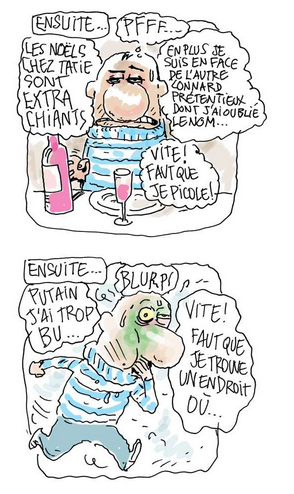 ENSUITE...
PFFF...
LES NOËLS
CHEZ TATIE
SONT
EXTRA
CHIANTS
EN PLUS JE
SUIS EN FACE
DE L'AUTRE
CONNARD
PRÉTENTIEUX
DONT J'AI OUBLIÉ
LE NOM...
VITE!
FAUT QUE
JE PICOLE!
ENSUITE...
BLURP!
PUTAIN
J'AI TROP
BU...
VITE!
FAUT QUE
JE TROUVE
UN ENDROIT
OÙ...